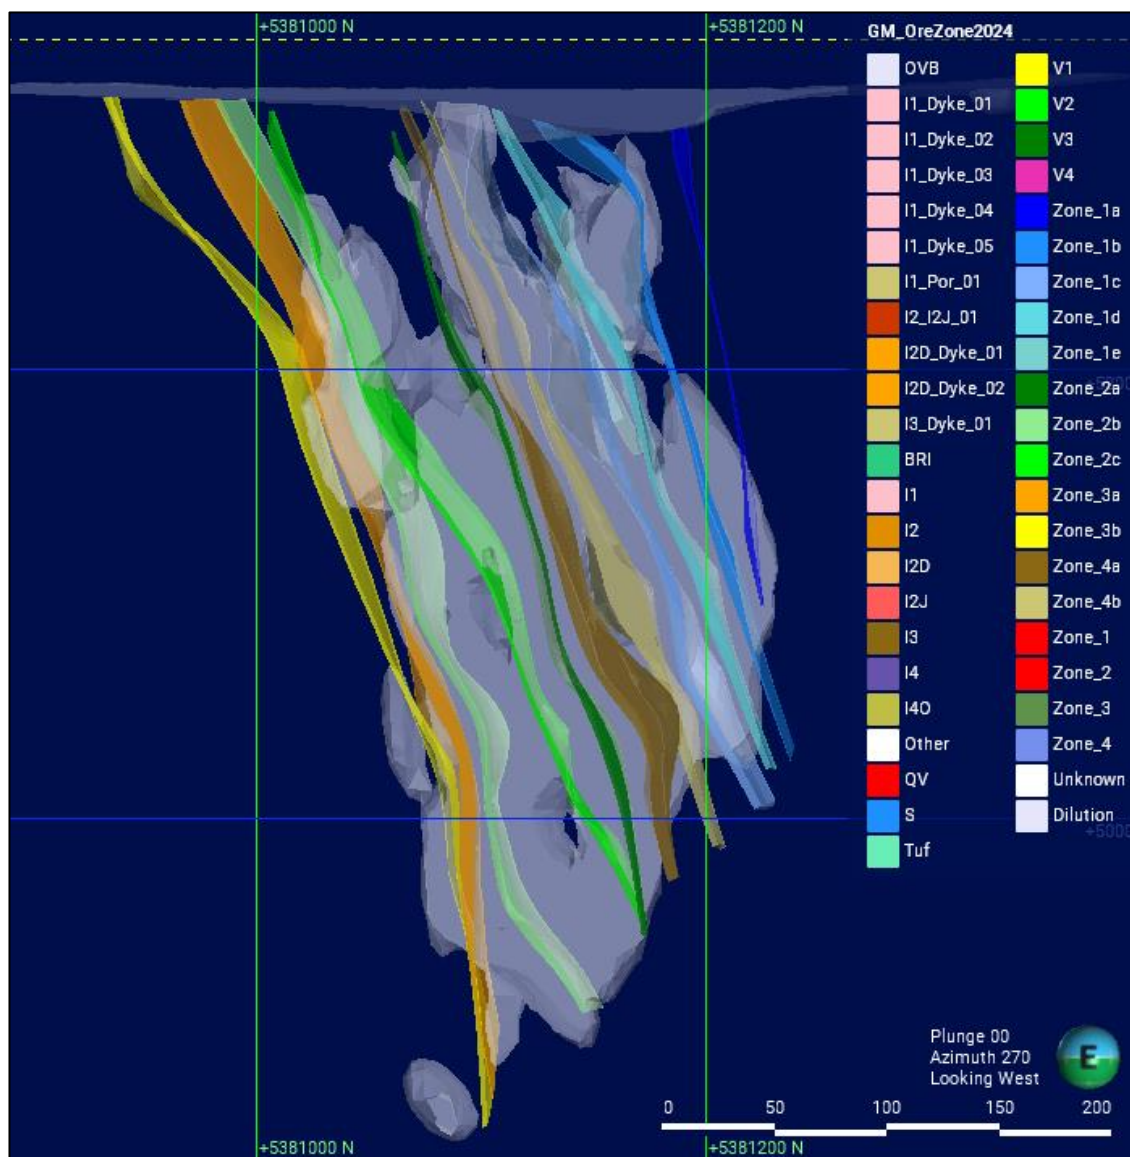 +5381000 N
+5381200 N
GM_OreZone2024
OVB
I1_Dyke_01
I1_Dyke_02
I1_Dyke_03
I1_Dyke_04
I1_Dyke_05
I1_Por_01
I2_I2J_01
I2D_Dyke_01
I2D_Dyke_02
I3_Dyke_01
BRI
I1
I2
I2D
I2J
I3
I4
I4O
Other
QV
S
Tuf
V1
V2
V3
V4
Zone_1a
Zone_1b
Zone_1c
Zone_1d
Zone_1e
Zone_2a
Zone_2b
Zone_2c
Zone_3a
Zone_3b
Zone_4a
Zone_4b
Zone_1
Zone_2
Zone_3
Zone_4
Unknown
Dilution
Plunge 00
Azimuth 270
Looking West
E
0 50 100 150 200
+5381000 N
+5381200 N